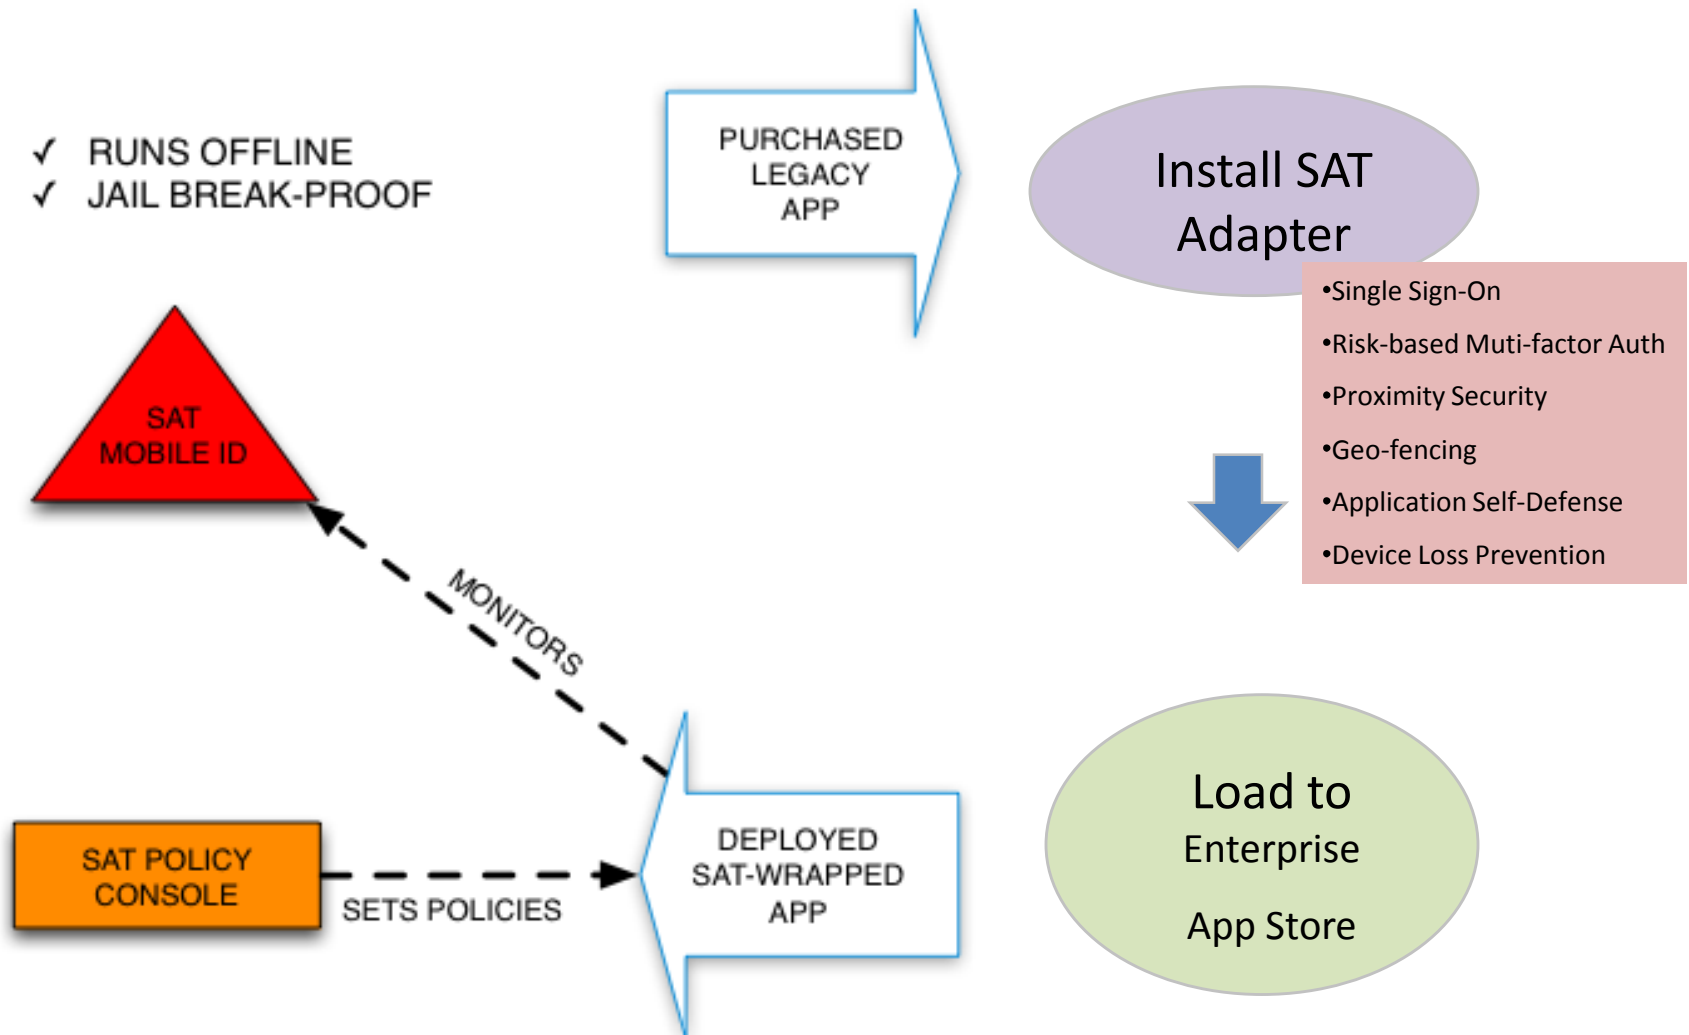 ✓ RUNS OFFLINE
✓ JAIL BREAK-PROOF
PURCHASED
LEGACY
APP
Install SAT
Adapter
•Single Sign-On
•Risk-based Muti-factor Auth
•Proximity Security
•Geo-fencing
•Application Self-Defense
•Device Loss Prevention
SAT
MOBILE ID
MONITORS
SAT POLICY
CONSOLE
SETS POLICIES
DEPLOYED
SAT-WRAPPED
APP
Load to
Enterprise
App Store